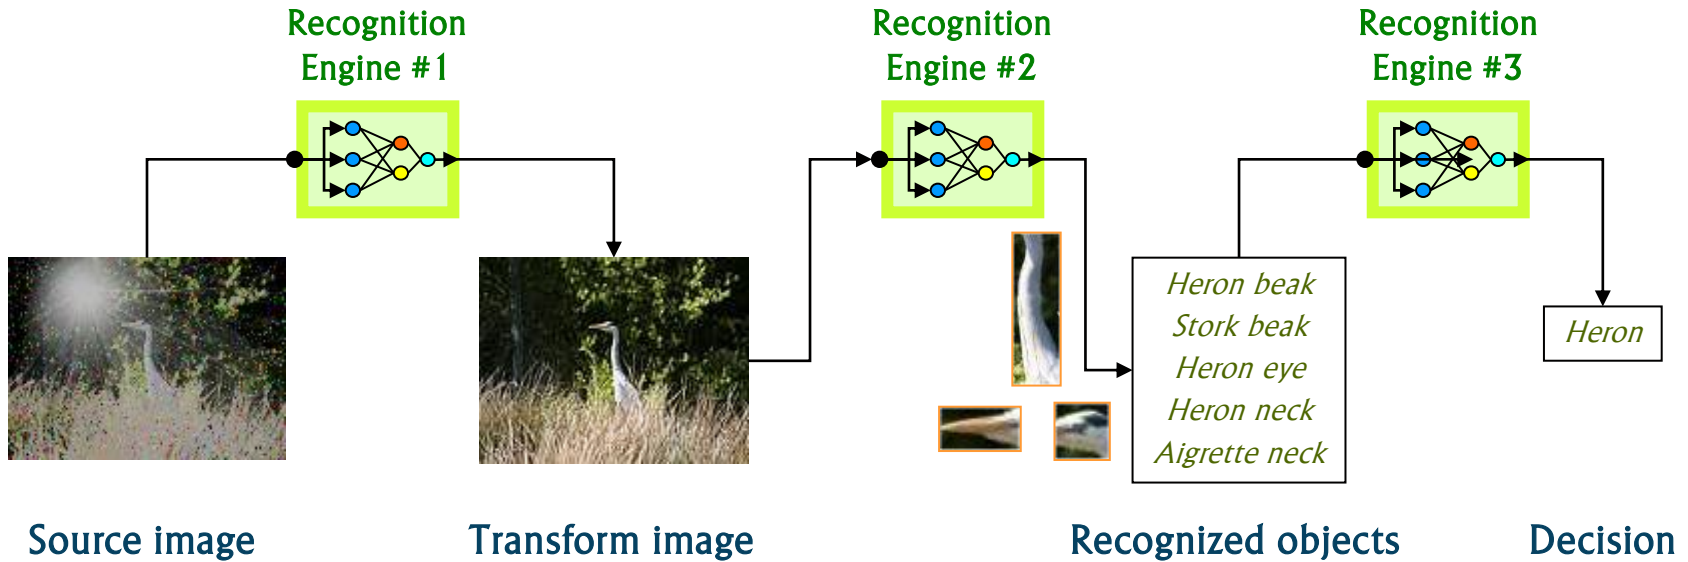 Recognition
Engine #1
Recognition
Engine #2
Recognition
Engine #3
Heron beak
Stork beak
Heron eye
Heron neck
Aigrette neck
Heron
Source image
Transform image
Recognized objects
Decision